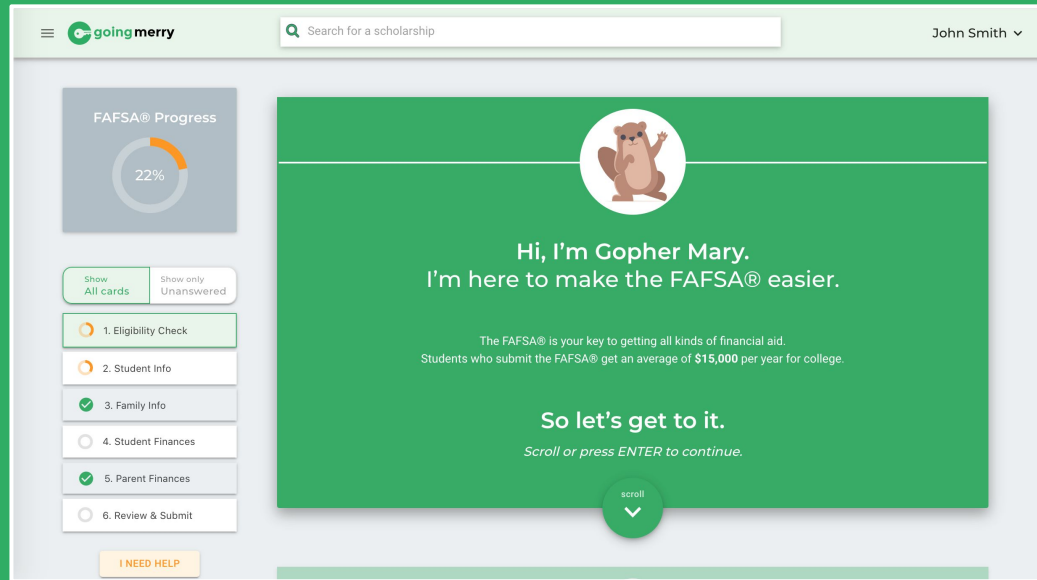 goingmerry
Search for a scholarship
John Smith
FAFSA® Progress
22%
Show
All cards
Show only
Unanswered
1. Eligibility Check
2. Student Info
3. Family Info
4. Student Finances
5. Parent Finances
6. Review & Submit
I NEED HELP
Hi, I’m Gopher Mary.
I’m here to make the FAFSA® easier.
The FAFSA® is your key to getting all kinds of financial aid.
Students who submit the FAFSA® get an average of $15,000 per year for college.
So let’s get to it.
Scroll or press ENTER to continue.
scroll